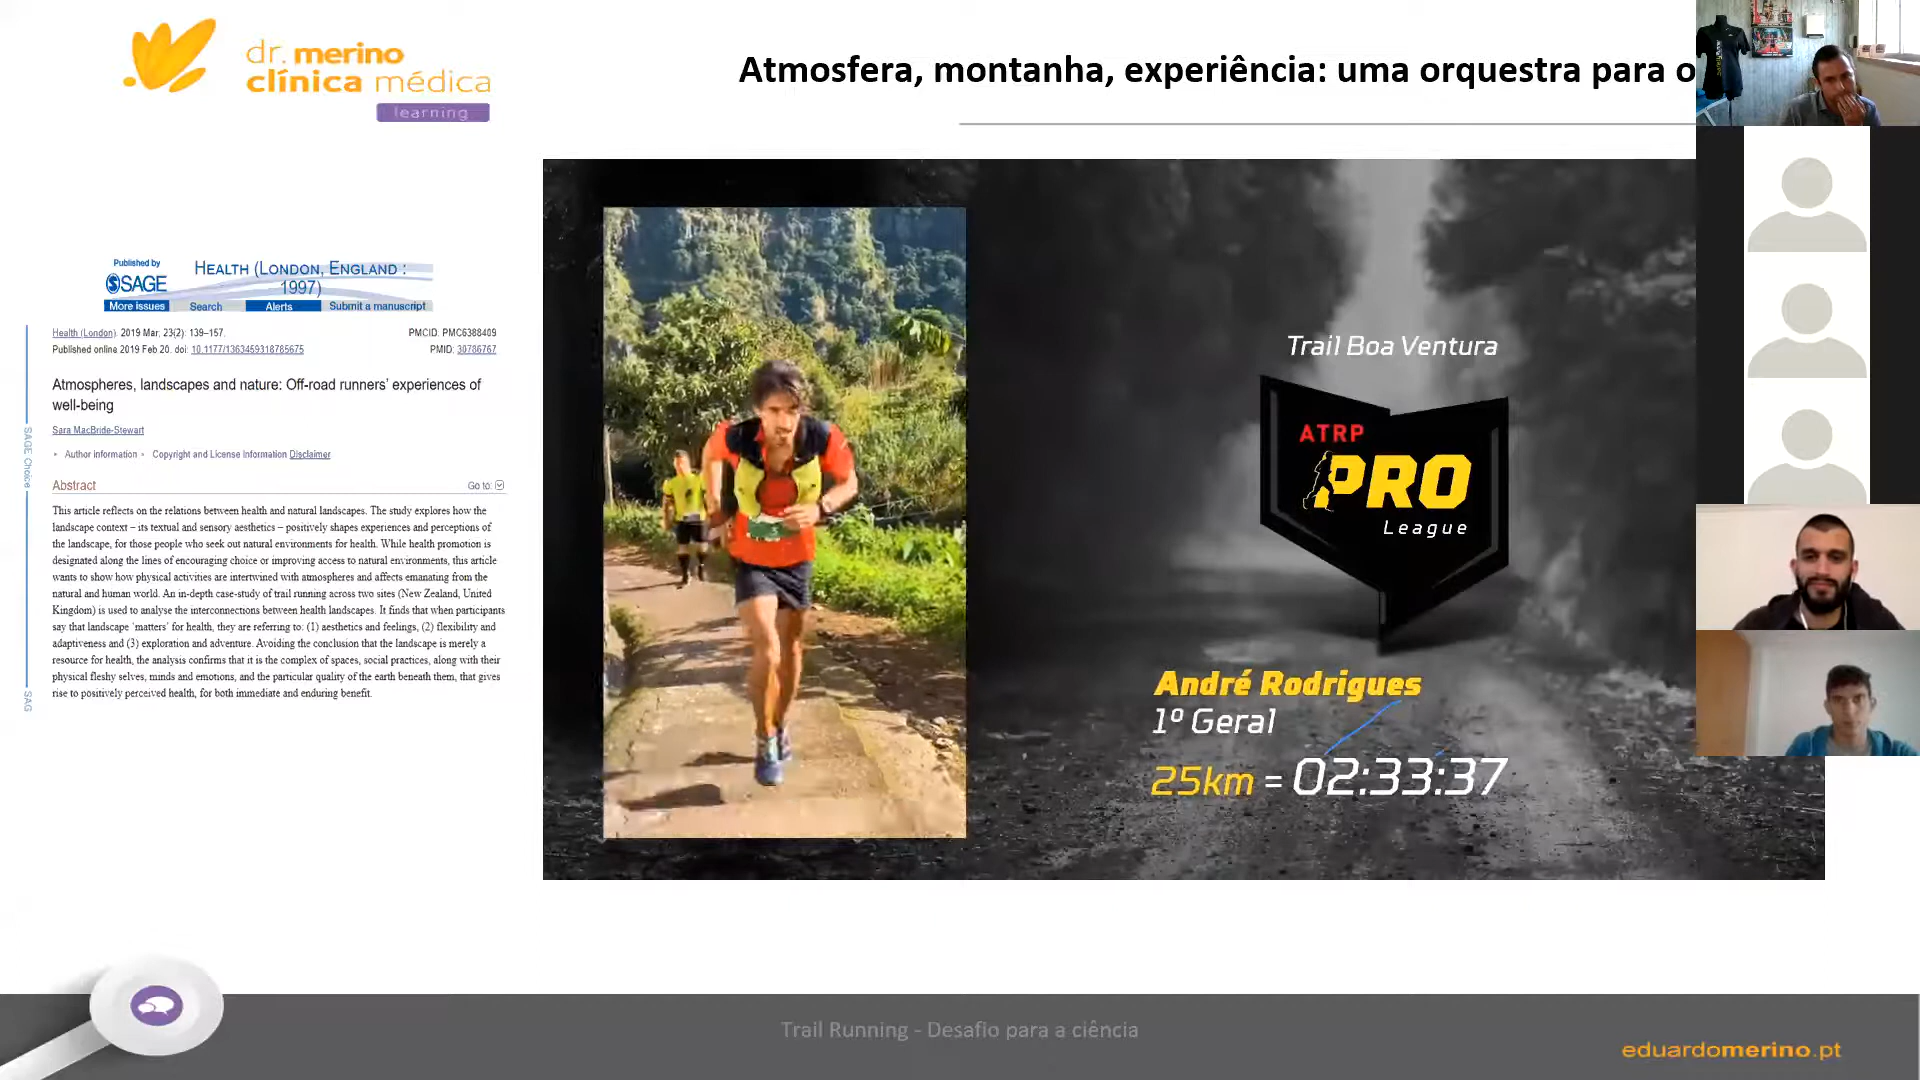 dr. merino
clínica médica
learning
Atmosfera, montanha, experiência: uma orquestra para o
Published by
SAGE
HEALTH (LONDON, ENGLAND :
1997)
More issues
Search
Alerts
Submit a manuscript
Health (London). 2019 Mar; 23(2): 139–157.
PMCID: PMC6388409
Published online 2019 Feb 20. doi: 10.1177/1363459318785675
PMID: 30786767
Atmospheres, landscapes and nature: Off-road runners’ experiences of
well-being
Sara MacBride-Stewart
Author information
Copyright and License Information Disclaimer
SAGE Choice
SAG
Abstract
Go to:
This article reflects on the relations between health and natural landscapes. The study explores how the
landscape context – its textual and sensory aesthetics – positively shapes experiences and perceptions of
the landscape, for those people who seek out natural environments for health. While health promotion is
designated along the lines of encouraging choice or improving access to natural environments, this article
wants to show how physical activities are intertwined with atmospheres and affects emanating from the
natural and human world. An in-depth case-study of trail running across two sites (New Zealand, United
Kingdom) is used to analyse the interconnections between health landscapes. It finds that when participants
say that landscape ‘matters’ for health, they are referring to: (1) aesthetics and feelings, (2) flexibility and
adaptiveness and (3) exploration and adventure. Avoiding the conclusion that the landscape is merely a
resource for health, the analysis confirms that it is the complex of spaces, social practices, along with their
physical fleshy selves, minds and emotions, and the particular quality of the earth beneath them, that gives
rise to positively perceived health, for both immediate and enduring benefit.
Trail Boa Ventura
ATRP
PRO
League
André Rodrigues
1º Geral
25km = 02:33:37
Trail Running - Desafio para a ciência
eduardomerino.pt